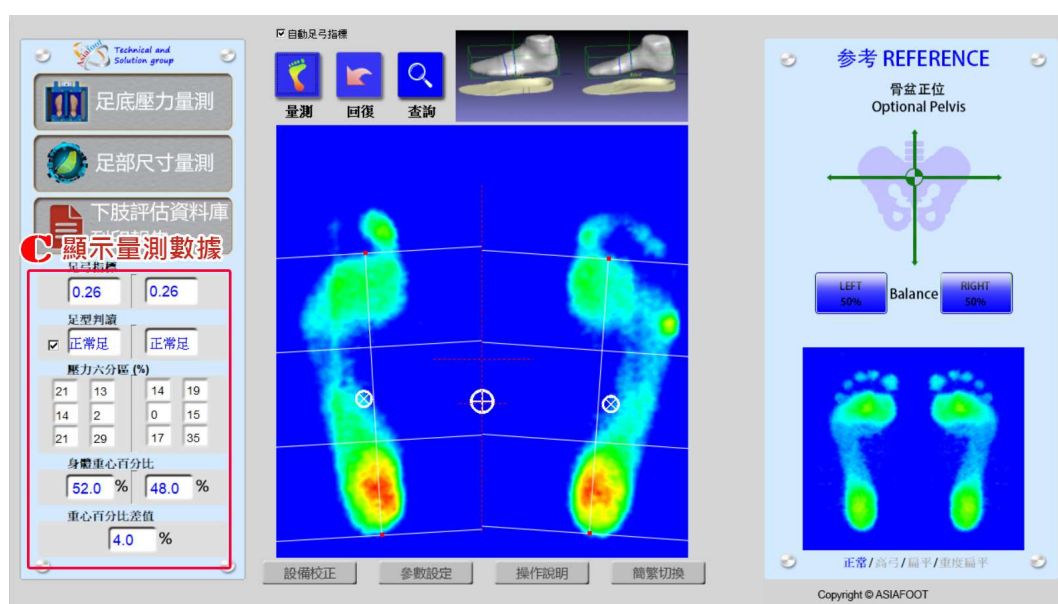 Asiafoot
Technical and
Solution group
足底壓力量測
足部尺寸量測
下肢評估資料庫
C 顯示量測數據
足弓指標
0.26 0.26
足型判讀
正常足 正常足
壓力六分區 (%)
21 13 14 19
14 2 0 15
21 29 17 35
身體重心百分比
52.0 % 48.0 %
重心百分比差值
4.0 %
自動足弓指標
量測 回復 查詢
設備校正 參數設定 操作說明 簡繁切換
参考 REFERENCE
骨盆正位
Optional Pelvis
LEFT
50%
Balance
RIGHT
50%
正常/高弓/扁平/重度扁平
Copyright © ASIAFOOT